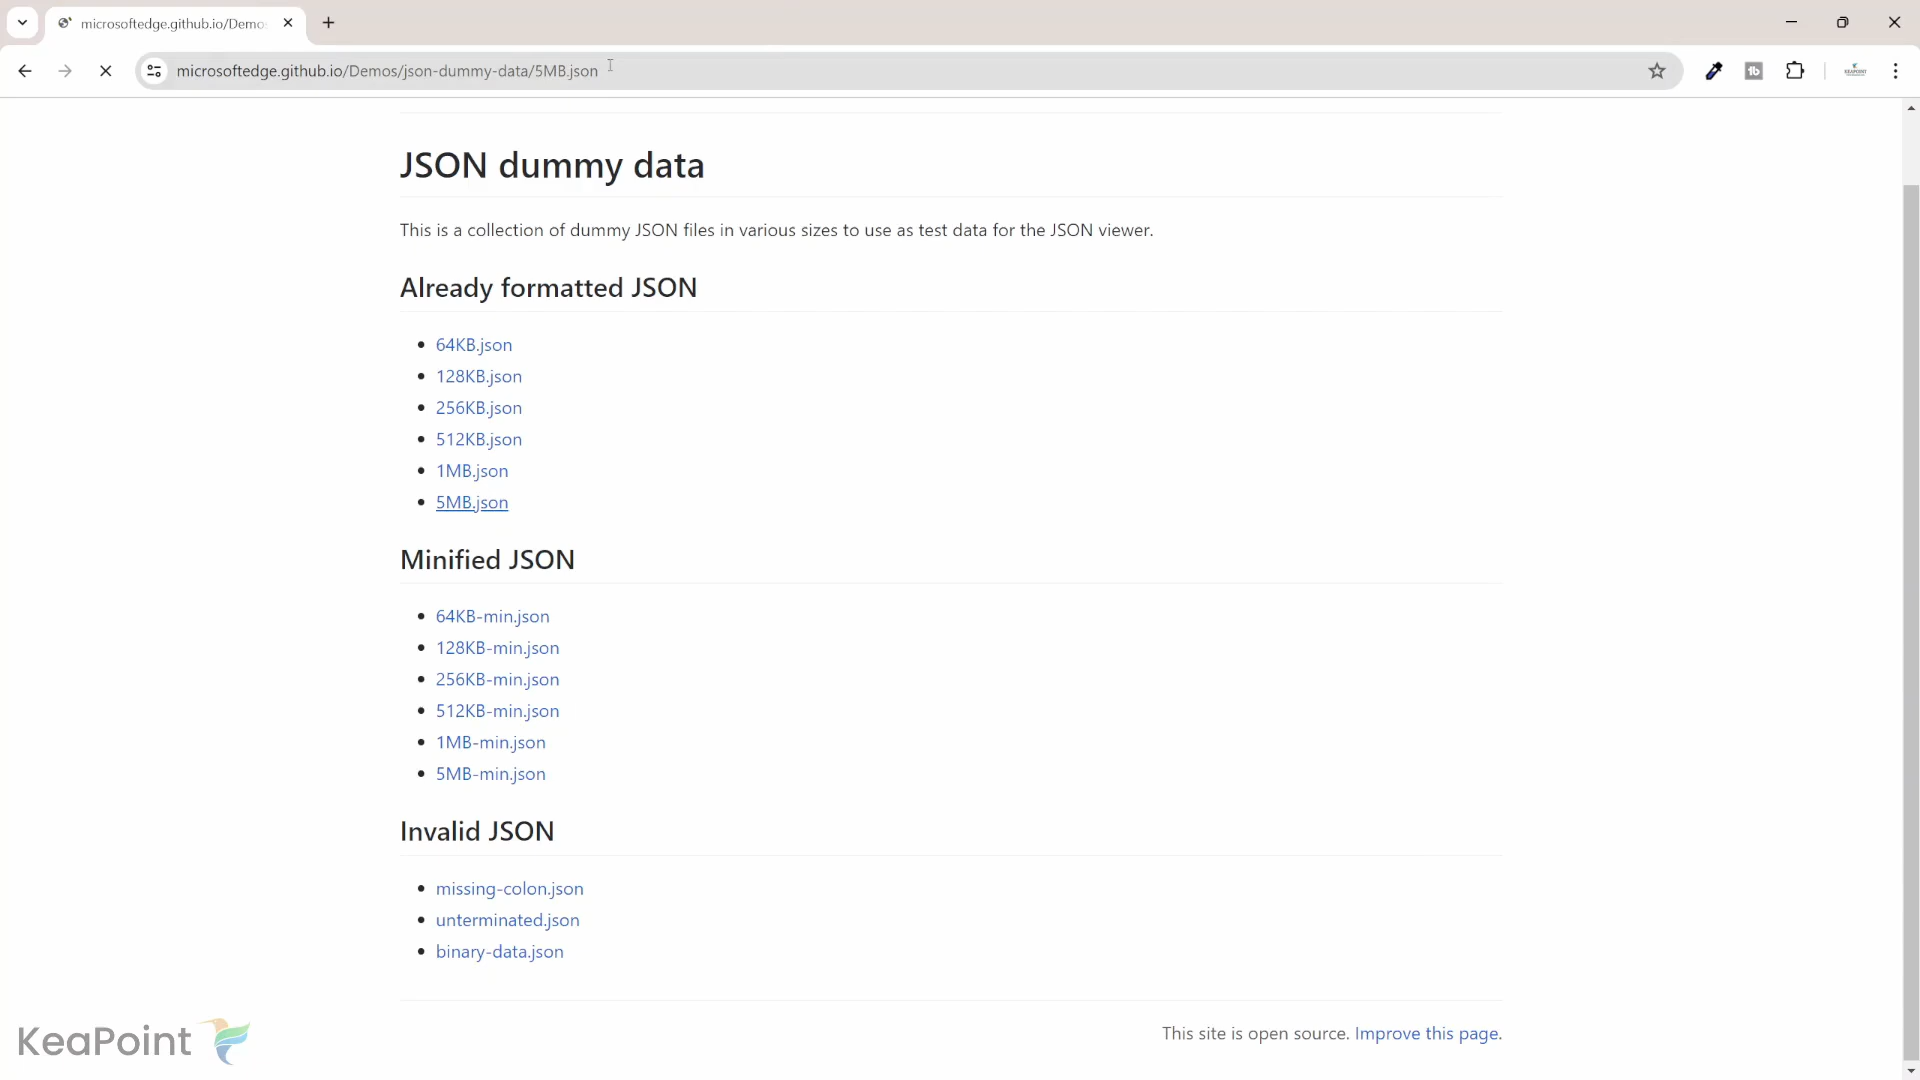 microsoftedge.github.io/Demo
microsoftedge.github.io/Demos/json-dummy-data/5MB.json
KEAPOINT
JSON dummy data
This is a collection of dummy JSON files in various sizes to use as test data for the JSON viewer.
Already formatted JSON
64KB.json
128KB.json
256KB.json
512KB.json
1MB.json
5MB.json
Minified JSON
64KB-min.json
128KB-min.json
256KB-min.json
512KB-min.json
1MB-min.json
5MB-min.json
Invalid JSON
missing-colon.json
unterminated.json
binary-data.json
This site is open source. Improve this page.
KeaPoint